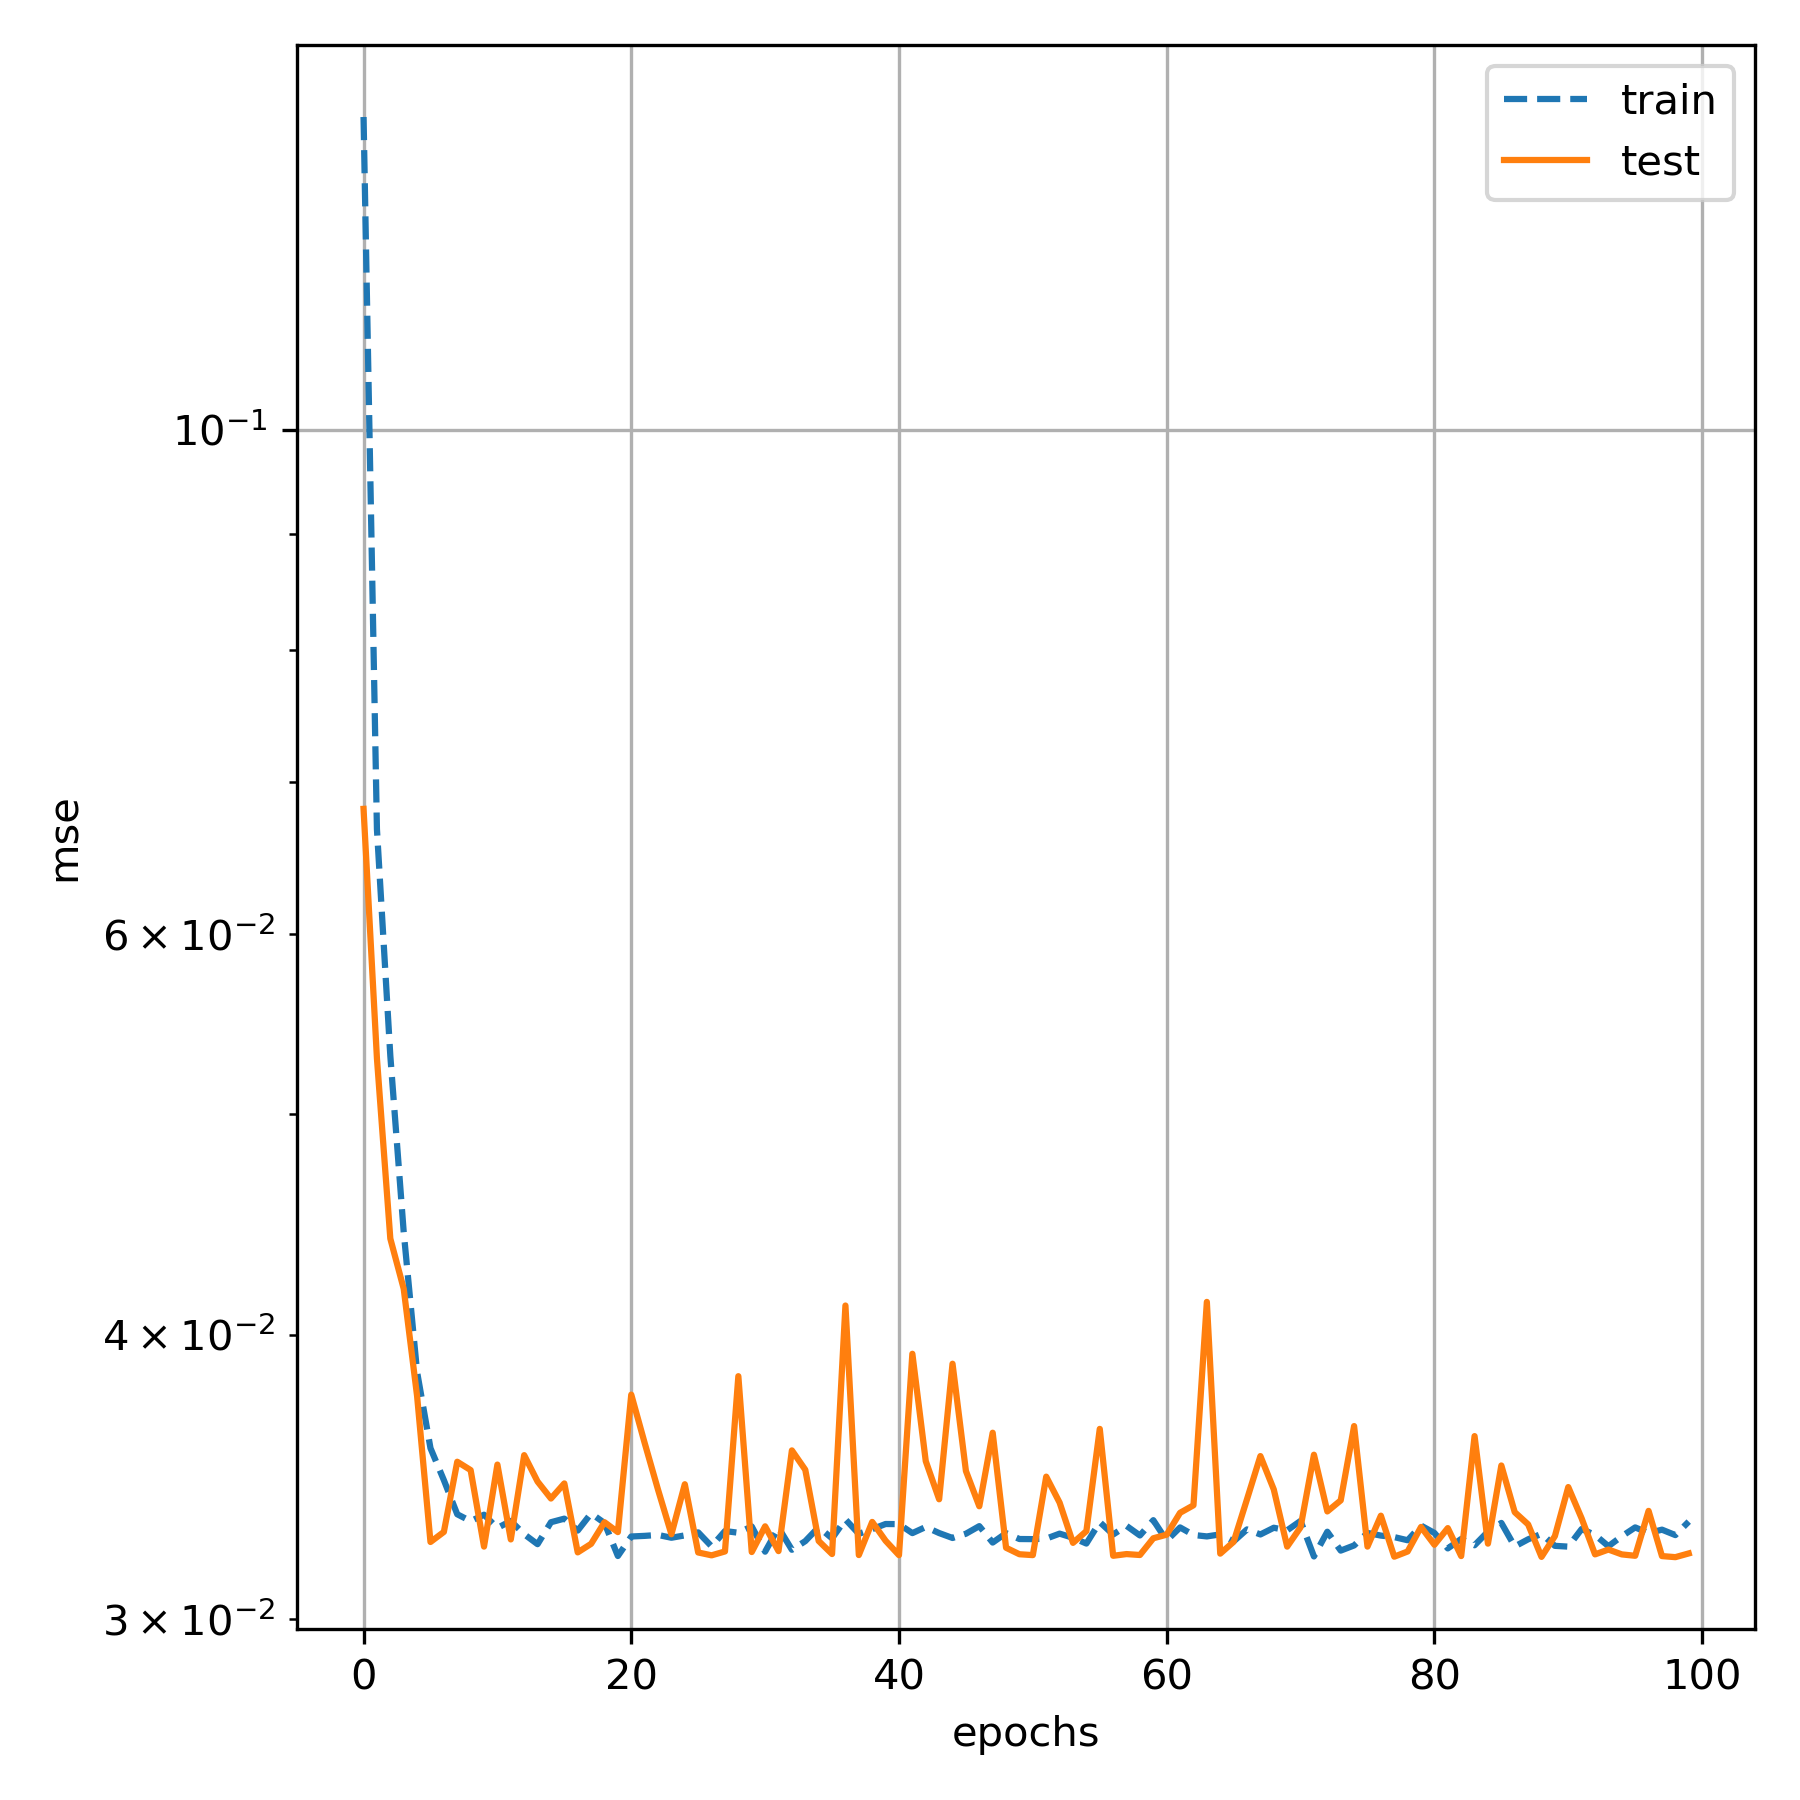 train
test
10⁻¹
6 × 10⁻²
4 × 10⁻²
3 × 10⁻²
mse
0 20 40 60 80 100
epochs